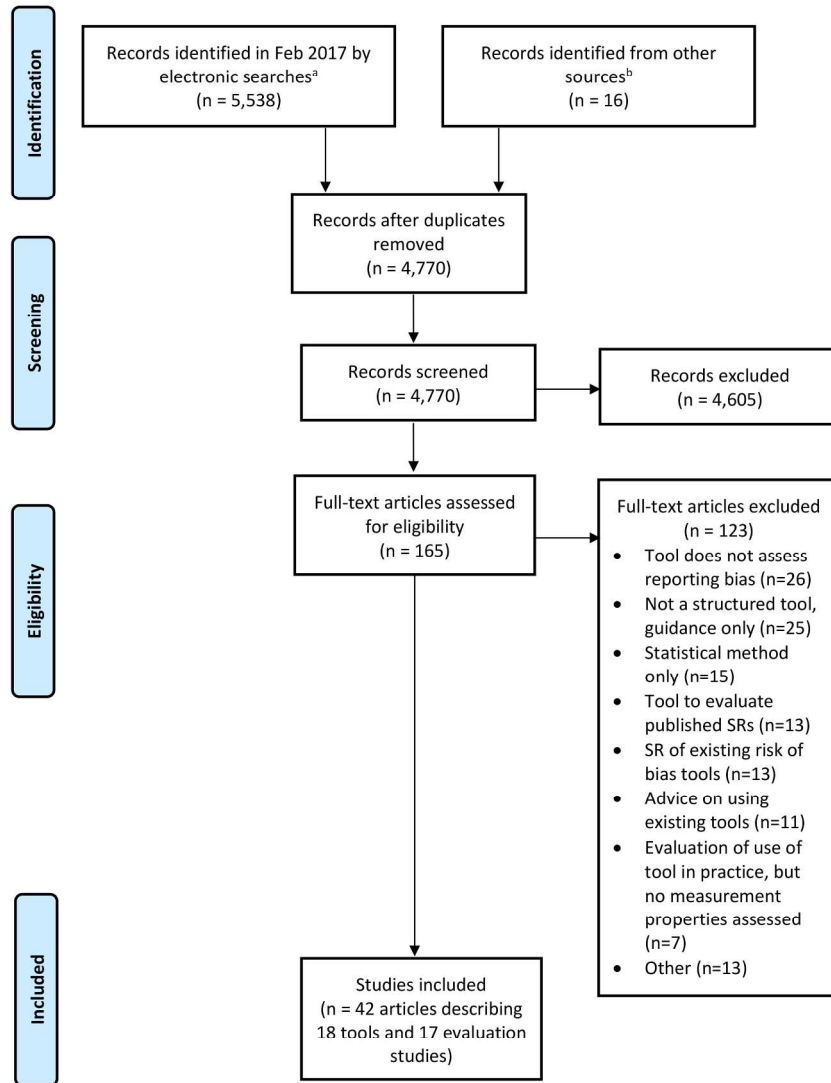 Identification
Records identified in Feb 2017 by
electronic searchesᵃ
(n = 5,538)
Records identified from other
sourcesᵇ
(n = 16)
Records after duplicates
removed
(n = 4,770)
Screening
Records screened
(n = 4,770)
Records excluded
(n = 4,605)
Eligibility
Full-text articles assessed
for eligibility
(n = 165)
Full-text articles excluded
(n = 123)
• Tool does not assess
reporting bias (n=26)
• Not a structured tool,
guidance only (n=25)
• Statistical method
only (n=15)
• Tool to evaluate
published SRs (n=13)
• SR of existing risk of
bias tools (n=13)
• Advice on using
existing tools (n=11)
• Evaluation of use of
tool in practice, but
no measurement
properties assessed
(n=7)
• Other (n=13)
Included
Studies included
(n = 42 articles describing
18 tools and 17 evaluation
studies)